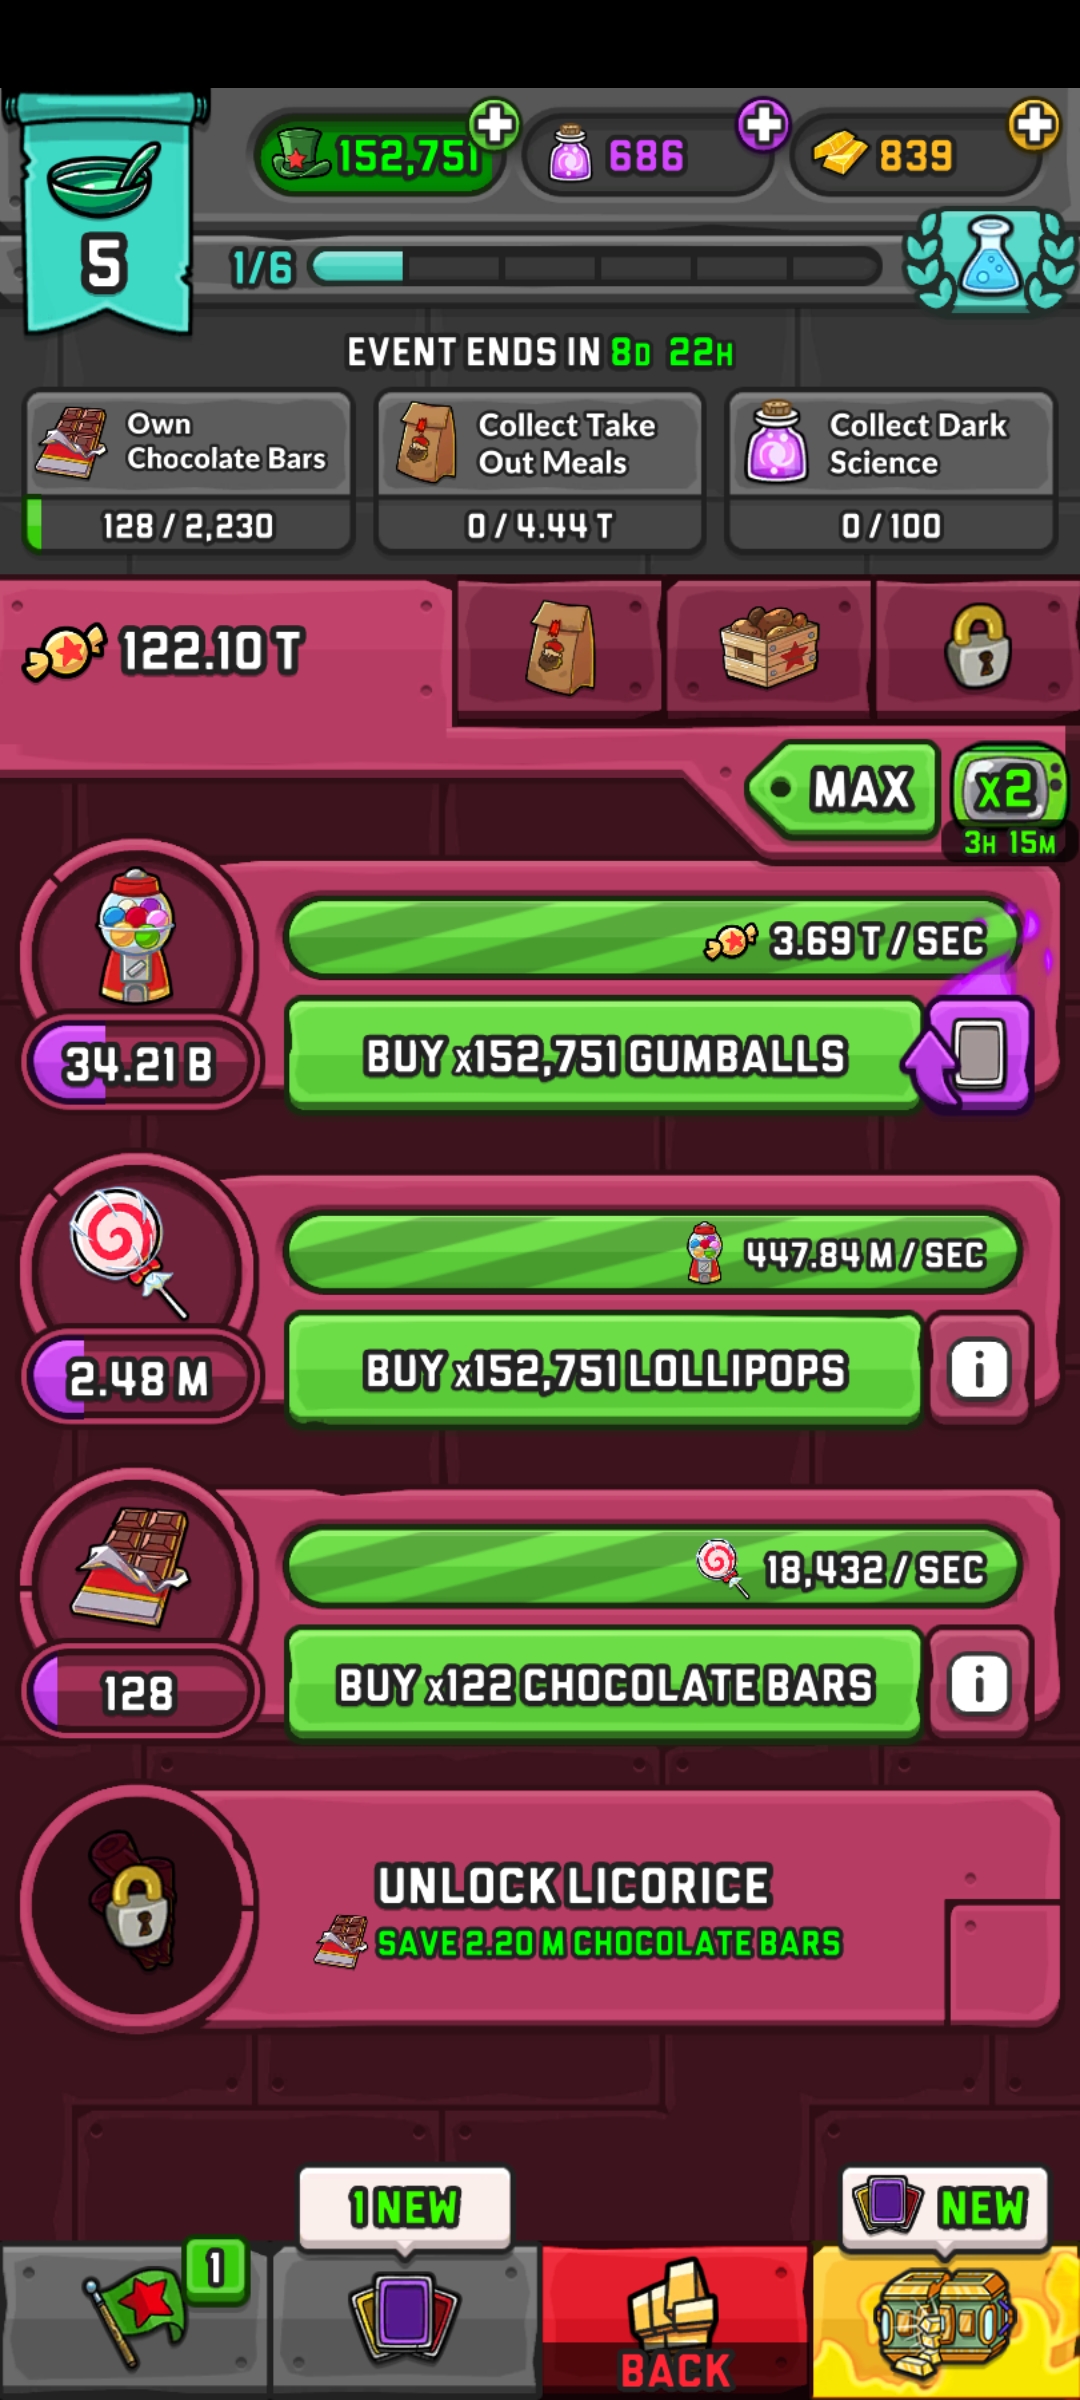 152,751
686
839
5
1/6
EVENT ENDS IN 8D 22H
Own
Chocolate Bars
128 / 2,230
Collect Take
Out Meals
0 / 4.44 T
Collect Dark
Science
0 / 100
122.10 T
MAX
x2
3H 15M
3.69 T / SEC
34.21 B
BUY x152,751 GUMBALLS
447.84 M / SEC
2.48 M
BUY x152,751 LOLLIPOPS
i
18,432 / SEC
128
BUY x122 CHOCOLATE BARS
i
UNLOCK LICORICE
SAVE 2.20 M CHOCOLATE BARS
1 NEW
NEW
1
BACK